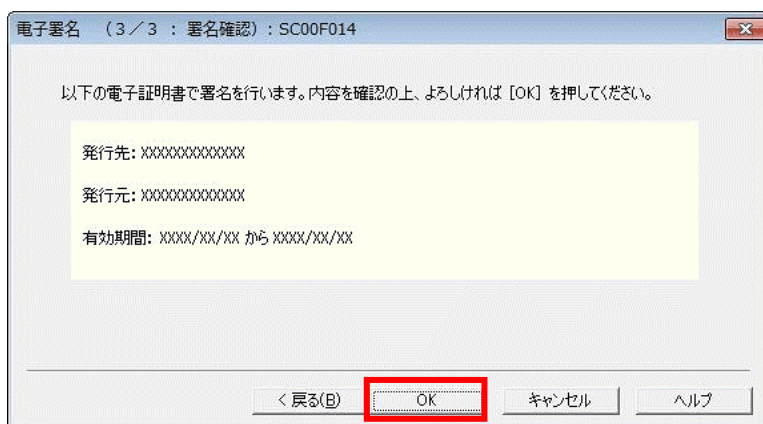 電子署名 (3/3 : 署名確認) : SC00F014
以下の電子証明書で署名を行います。内容を確認の上、よろしければ [OK] を押してください。
発行先: XXXXXXXXXXXXX
発行元: XXXXXXXXXXXXX
有効期間: XXXX/XX/XX から XXXX/XX/XX
< 戻る(B) OK キャンセル ヘルプ